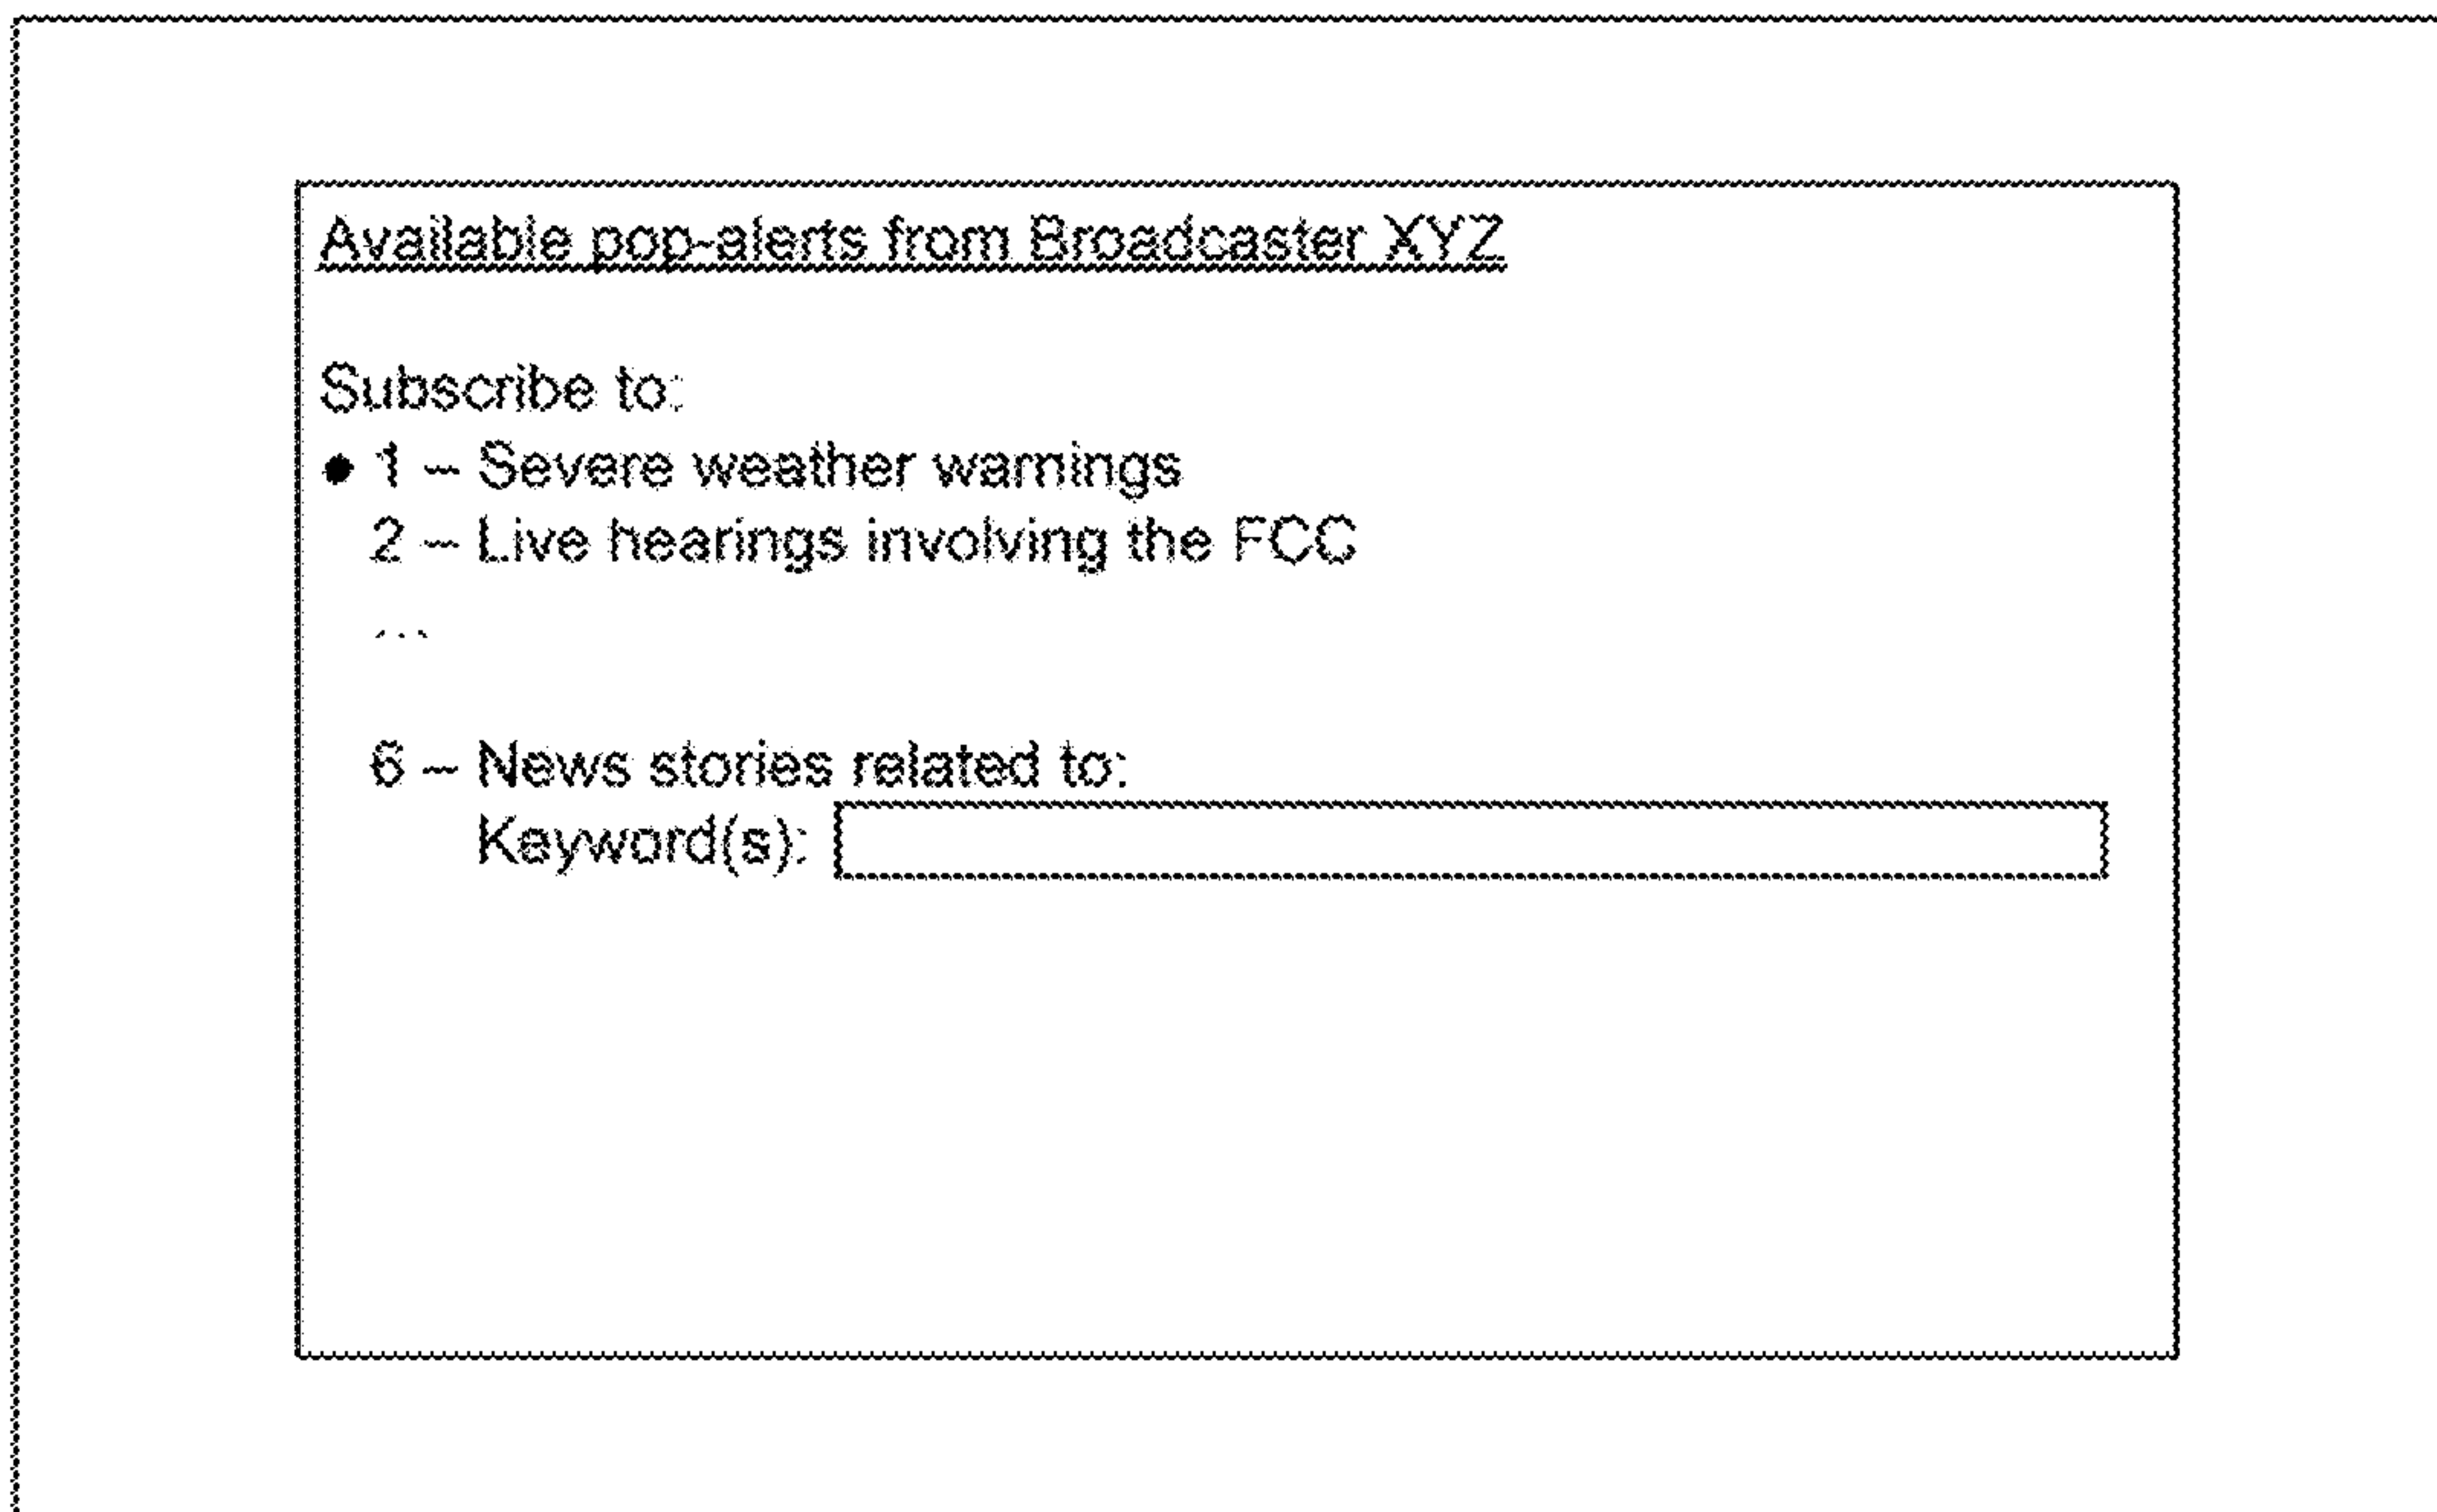 Available pop-alerts from Broadcaster XYZ
Subscribe to:
● 1 – Severe weather warnings
2 – Live hearings involving the FCC
...
6 – News stories related to:
Keyword(s):